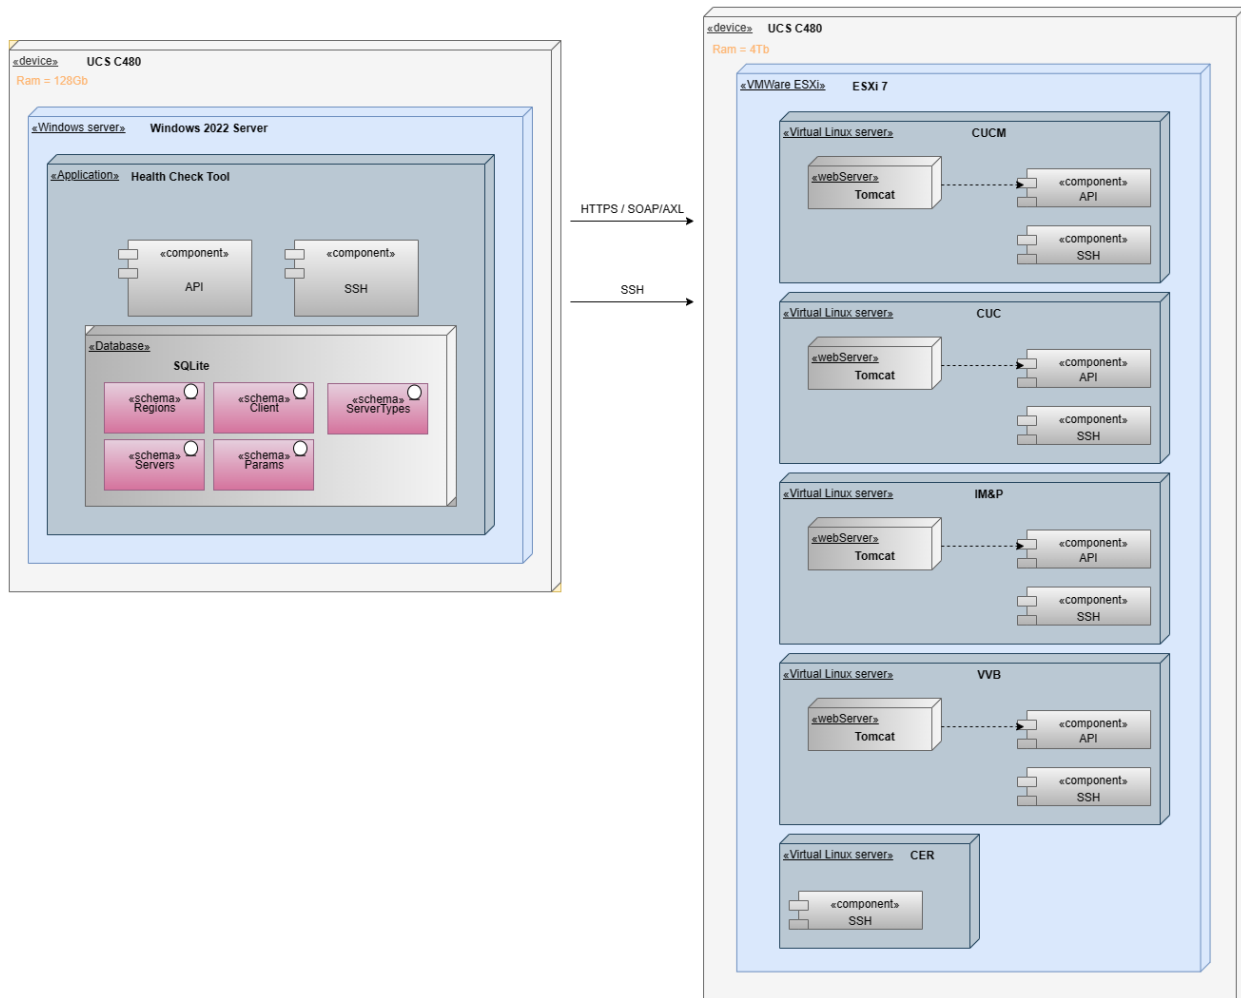 «device» UCS C480
Ram = 128Gb
«Windows server» Windows 2022 Server
«Application» Health Check Tool
«component»
API
«component»
SSH
«Database»
SQLite
«schema»
Regions
«schema»
Client
«schema»
ServerTypes
«schema»
Servers
«schema»
Params
HTTPS / SOAP/AXL
SSH
«device» UCS C480
Ram = 4Tb
«VMWare ESXi» ESXi 7
«Virtual Linux server» CUCM
«webServer»
Tomcat
«component»
API
«component»
SSH
«Virtual Linux server» CUC
«webServer»
Tomcat
«component»
API
«component»
SSH
«Virtual Linux server» IM&P
«webServer»
Tomcat
«component»
API
«component»
SSH
«Virtual Linux server» VVB
«webServer»
Tomcat
«component»
API
«component»
SSH
«Virtual Linux server» CER
«component»
SSH